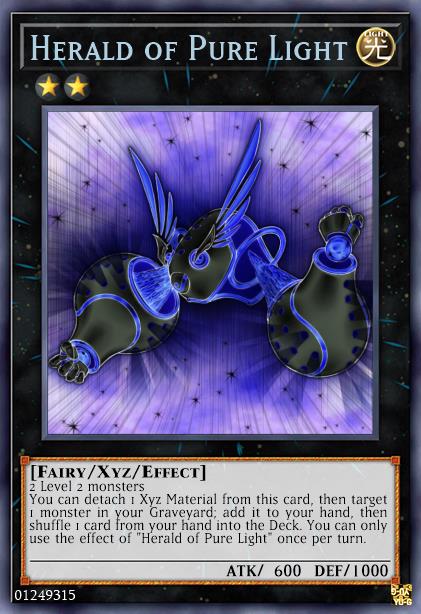 HERALD OF PURE LIGHT
LIGHT
光
[FAIRY/XYZ/EFFECT]
2 Level 2 monsters
You can detach 1 Xyz Material from this card, then target
1 monster in your Graveyard; add it to your hand, then
shuffle 1 card from your hand into the Deck. You can only
use the effect of "Herald of Pure Light" once per turn.
ATK/ 600 DEF/1000
01249315